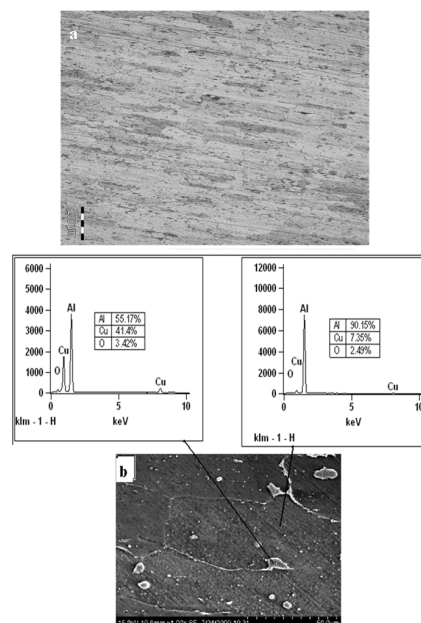 a
6000
5000
4000
3000
2000
1000
0
O
Cu
Al
Al 55.17%
Cu 41.4%
O 3.42%
Cu
0 5 10
klm - 1 - H keV
12000
10000
8000
6000
4000
2000
0
O
Cu
Al
Al 90.15%
Cu 7.35%
O 2.49%
Cu
0 5 10
klm - 1 - H keV
b